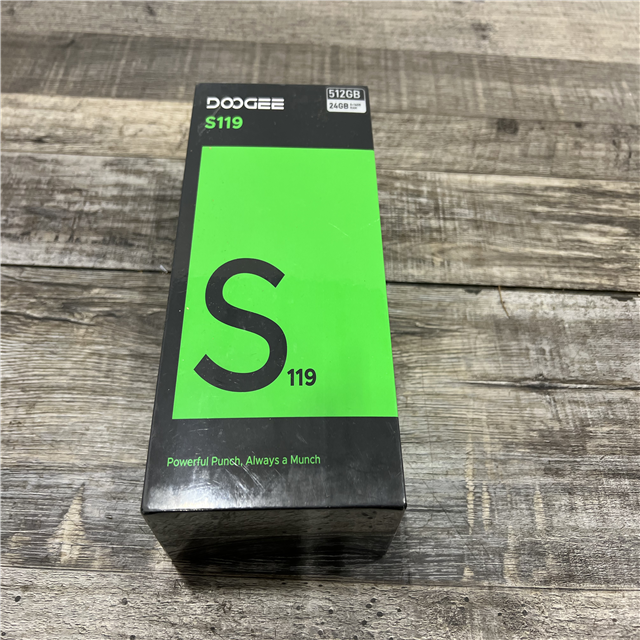 DOOGEE
S119
512GB
24GB
S
119
Powerful Punch, Always a Munch